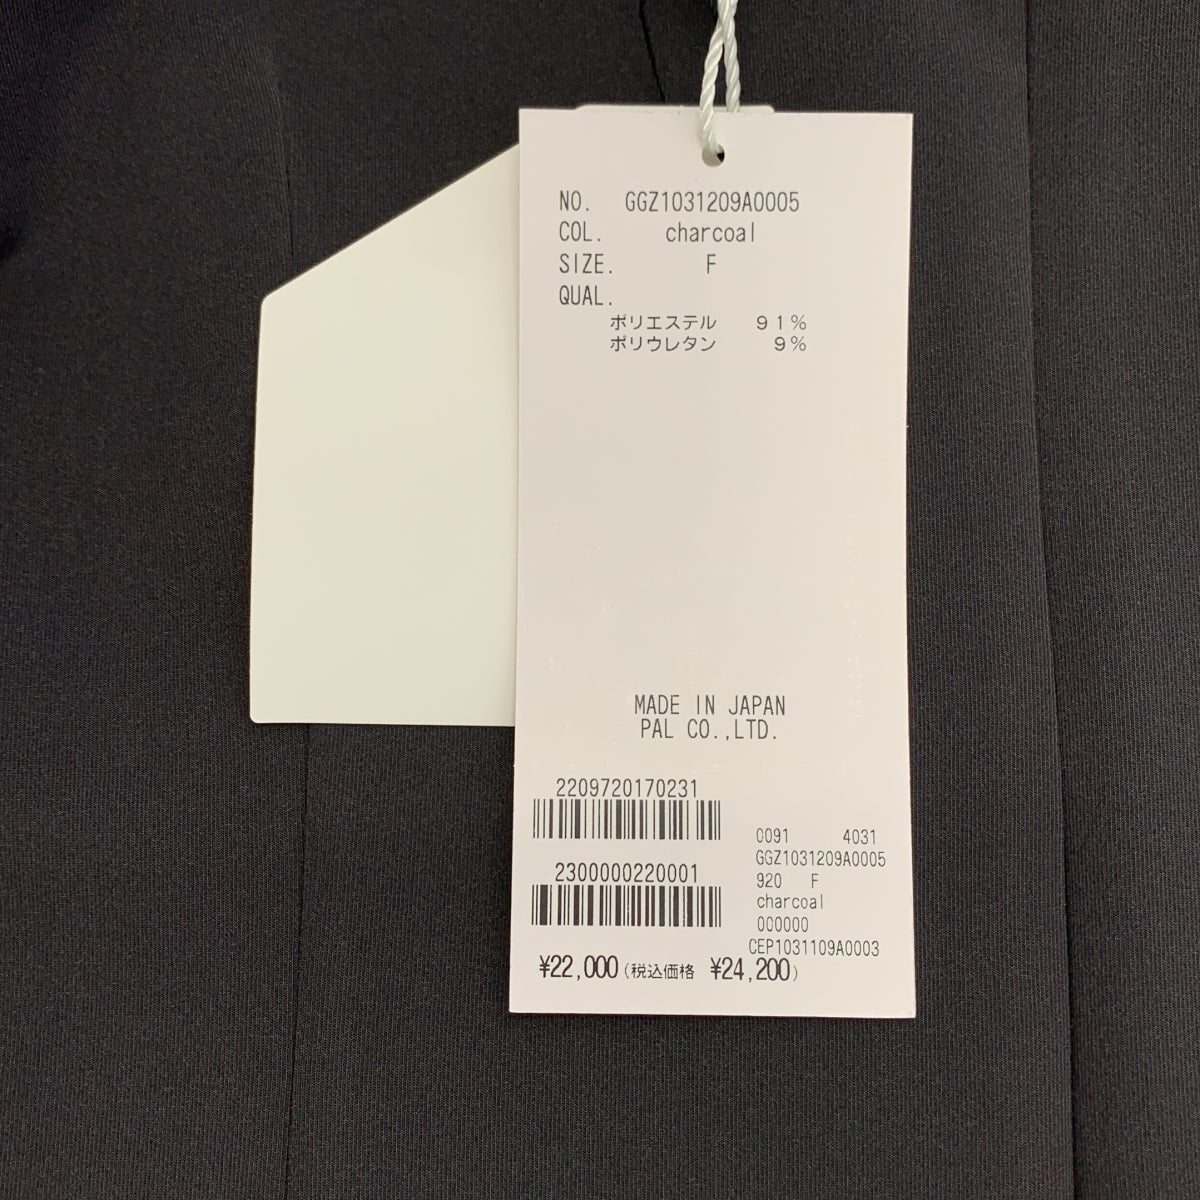 NO. GGZ1031209A0005
COL. charcoal
SIZE. F
QUAL.
ポリエステル ９１％
ポリウレタン ９％
MADE IN JAPAN
PAL CO.,LTD.
2209720170231
2300000220001
0091 4031
GGZ1031209A0005
920 F
charcoal
000000
CEP1031109A0003
¥22,000（税込価格 ¥24,200）